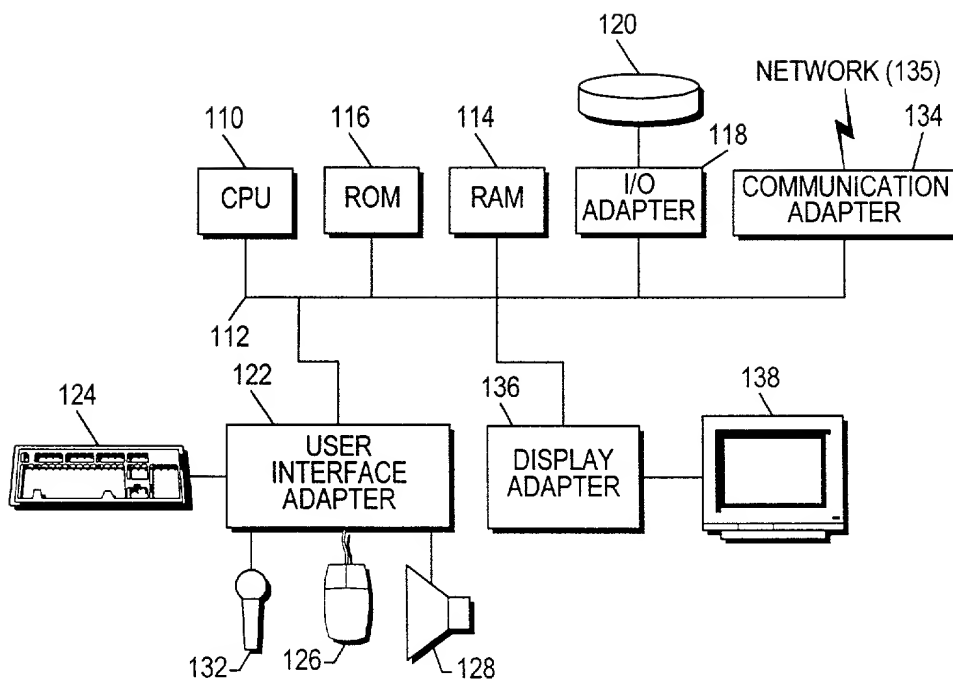 120
NETWORK (135)
110
116
114
118
134
CPU
ROM
RAM
I/O
ADAPTER
COMMUNICATION
ADAPTER
112
122
124
136
138
USER
INTERFACE
ADAPTER
DISPLAY
ADAPTER
132
126
128